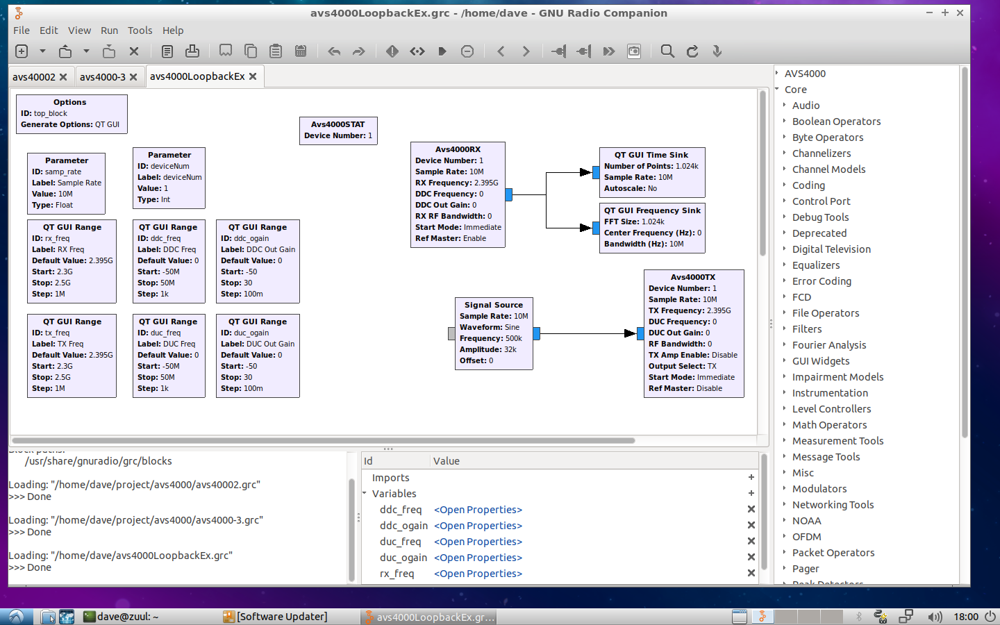 avs4000LoopbackEx.grc - /home/dave - GNU Radio Companion
File Edit View Run Tools Help
avs40002
avs4000-3
avs4000LoopbackEx
Options
ID: top_block
Generate Options: QT GUI
Avs4000STAT
Device Number: 1
Parameter
ID: samp_rate
Label: Sample Rate
Value: 10M
Type: Float
Parameter
ID: deviceNum
Label: deviceNum
Value: 1
Type: Int
QT GUI Range
ID: rx_freq
Label: RX Freq
Default Value: 2.395G
Start: 2.3G
Stop: 2.5G
Step: 1M
QT GUI Range
ID: ddc_freq
Label: DDC Freq
Default Value: 0
Start: -50M
Stop: 50M
Step: 1k
QT GUI Range
ID: ddc_ogain
Label: DDC Out Gain
Default Value: 0
Start: -50
Stop: 30
Step: 100m
QT GUI Range
ID: tx_freq
Label: TX Freq
Default Value: 2.395G
Start: 2.3G
Stop: 2.5G
Step: 1M
QT GUI Range
ID: duc_freq
Label: DUC Freq
Default Value: 0
Start: -50M
Stop: 50M
Step: 1k
QT GUI Range
ID: duc_ogain
Label: DUC Out Gain
Default Value: 0
Start: -50
Stop: 30
Step: 100m
Avs4000RX
Device Number: 1
Sample Rate: 10M
RX Frequency: 2.395G
DDC Frequency: 0
DDC Out Gain: 0
RX RF Bandwidth: 0
Start Mode: Immediate
Ref Master: Enable
QT GUI Time Sink
Number of Points: 1.024k
Sample Rate: 10M
Autoscale: No
QT GUI Frequency Sink
FFT Size: 1.024k
Center Frequency (Hz): 0
Bandwidth (Hz): 10M
Signal Source
Sample Rate: 10M
Waveform: Sine
Frequency: 500k
Amplitude: 32k
Offset: 0
Avs4000TX
Device Number: 1
Sample Rate: 10M
TX Frequency: 2.395G
DUC Frequency: 0
DUC Out Gain: 0
RF Bandwidth: 0
TX Amp Enable: Disable
Output Select: TX
Start Mode: Immediate
Ref Master: Disable
AVS4000
Core
Audio
Boolean Operators
Byte Operators
Channelizers
Channel Models
Coding
Control Port
Debug Tools
Deprecated
Digital Television
Equalizers
Error Coding
FCD
File Operators
Filters
Fourier Analysis
GUI Widgets
Impairment Models
Instrumentation
Level Controllers
Math Operators
Measurement Tools
Message Tools
Misc
Modulators
Networking Tools
NOAA
OFDM
Packet Operators
Pager
Peak Detectors
Block paths:
/usr/share/gnuradio/grc/blocks
Loading: "/home/dave/project/avs4000/avs40002.grc"
>>> Done
Loading: "/home/dave/project/avs4000/avs4000-3.grc"
>>> Done
Loading: "/home/dave/avs4000LoopbackEx.grc"
>>> Done
Id Value
Imports
Variables
ddc_freq <Open Properties>
ddc_ogain <Open Properties>
duc_freq <Open Properties>
duc_ogain <Open Properties>
rx_freq <Open Properties>
dave@zuul: ~
[Software Updater]
avs4000LoopbackEx.gr...
18:00